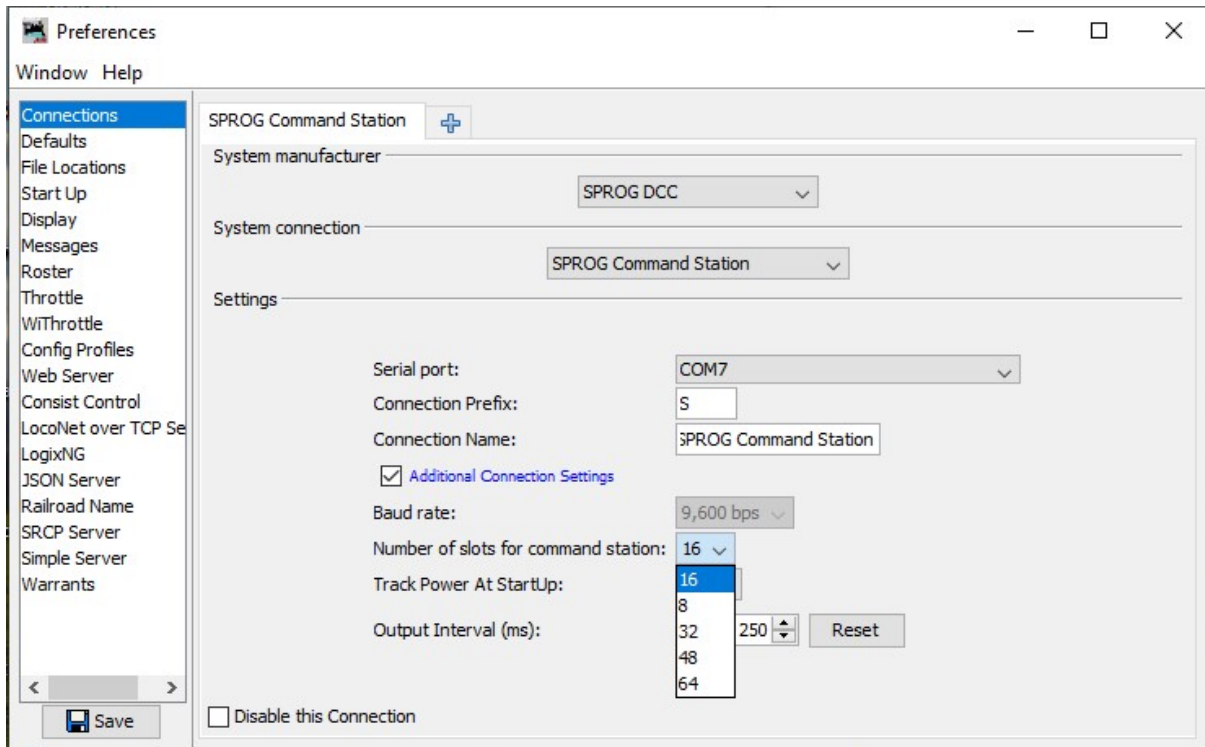 Preferences
Window Help
Connections
Defaults
File Locations
Start Up
Display
Messages
Roster
Throttle
WiThrottle
Config Profiles
Web Server
Consist Control
LocoNet over TCP Se
LogixNG
JSON Server
Railroad Name
SRCP Server
Simple Server
Warrants
Save
SPROG Command Station
System manufacturer
SPROG DCC
System connection
SPROG Command Station
Settings
Serial port: COM7
Connection Prefix: S
Connection Name: SPROG Command Station
Additional Connection Settings
Baud rate: 9,600 bps
Number of slots for command station: 16
16
8
32
48
64
Track Power At StartUp:
Output Interval (ms): 250 Reset
Disable this Connection